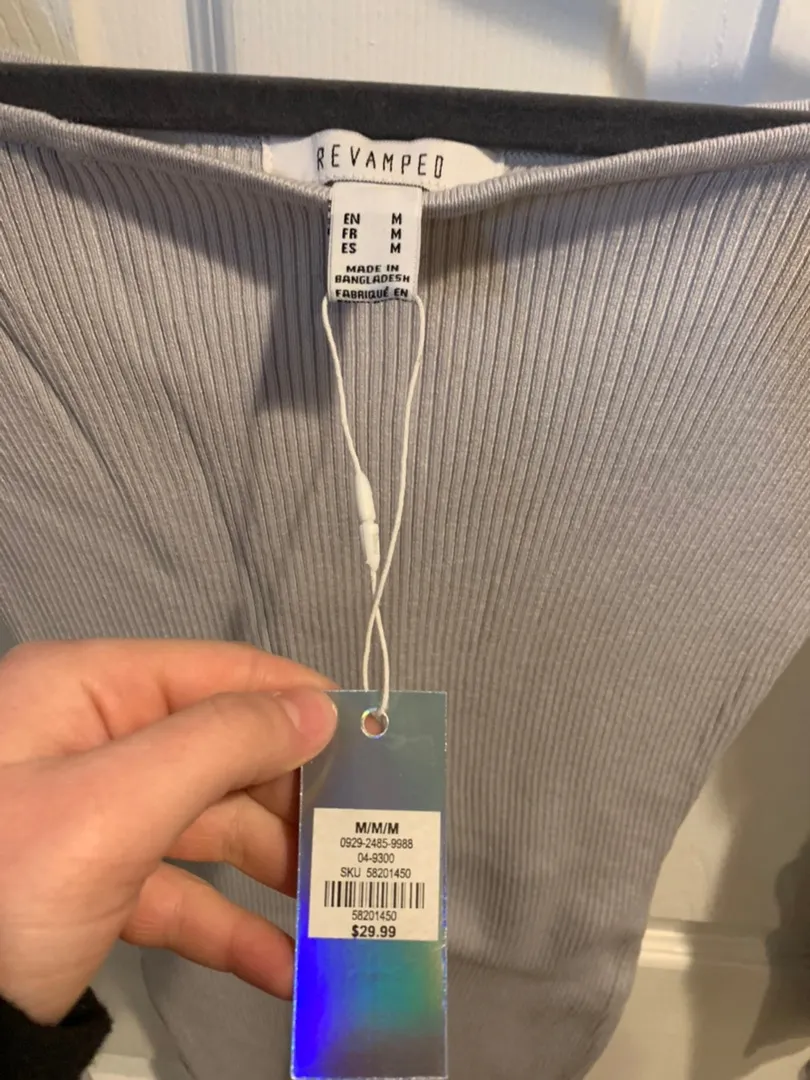 REVAMPED
EN M
FR M
ES M
MADE IN
BANGLADESH
FABRIQUÉ EN
M/M/M
0929-2485-9988
04-9300
SKU 58201450
58201450
$29.99